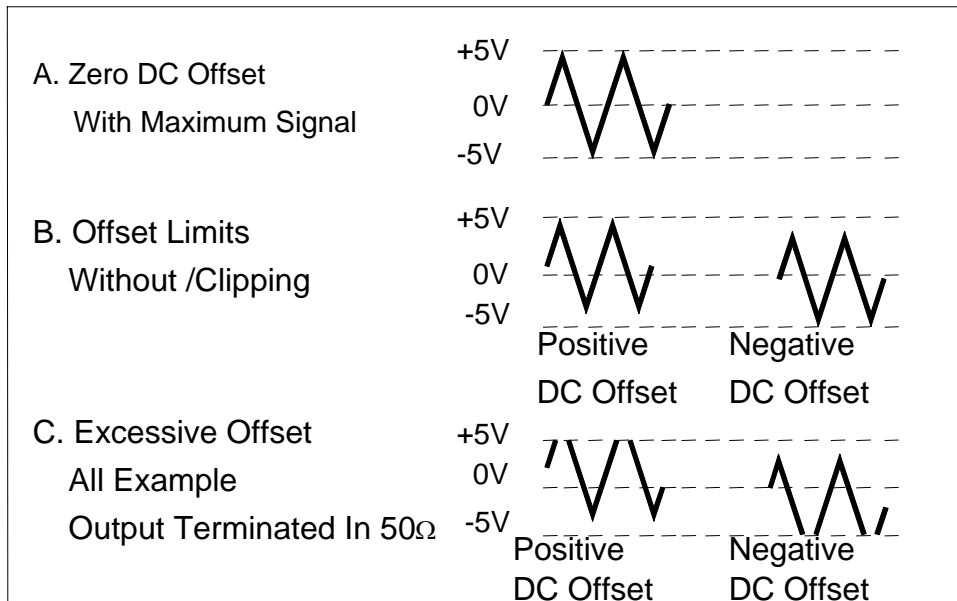 A. Zero DC Offset
With Maximum Signal
+5V
0V
-5V
B. Offset Limits
Without /Clipping
+5V
0V
-5V
Positive
DC Offset
Negative
DC Offset
C. Excessive Offset
All Example
Output Terminated In 50Ω
+5V
0V
-5V
Positive
DC Offset
Negative
DC Offset